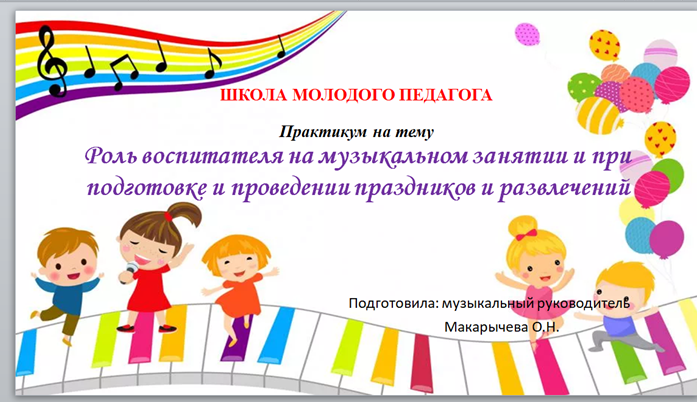 ШКОЛА МОЛОДОГО ПЕДАГОГА
Практикум на тему
Роль воспитателя на музыкальном занятии и при
подготовке и проведении праздников и развлечений
Подготовила: музыкальный руководитель
Макарычева О.Н.